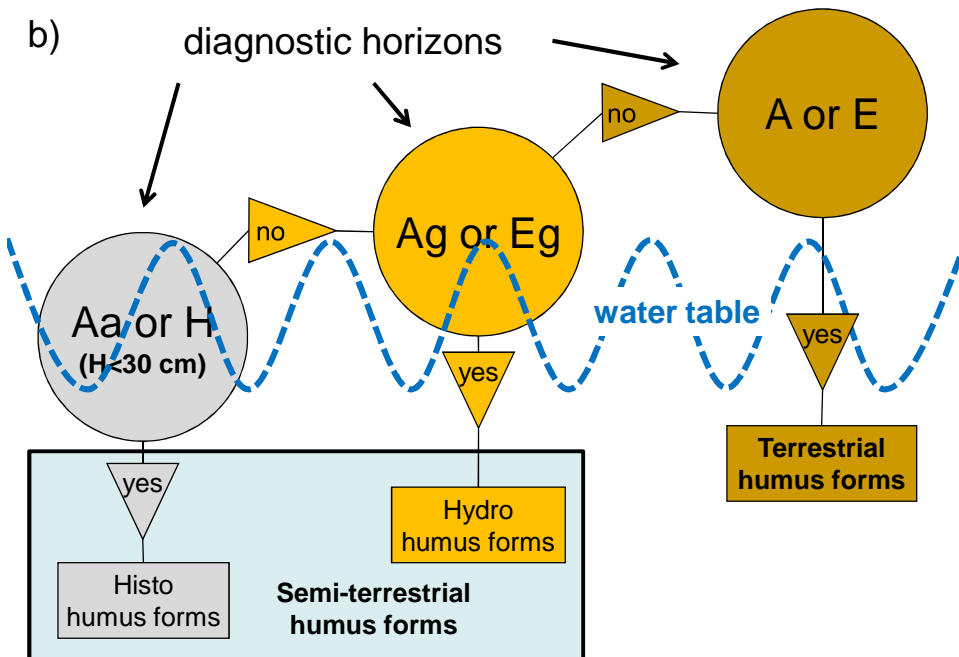 b)
diagnostic horizons
A or E
no
Ag or Eg
no
Aa or H
(H<30 cm)
water table
yes
yes
yes
Terrestrial
humus forms
Hydro
humus forms
Histo
humus forms
Semi-terrestrial
humus forms